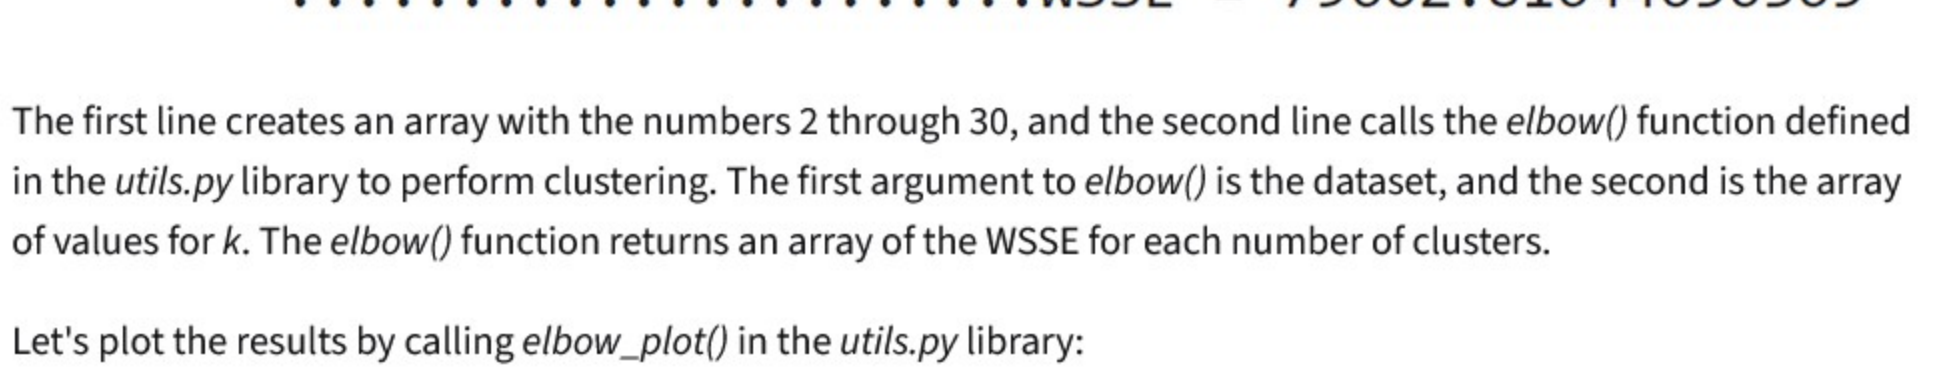 The first line creates an array with the numbers 2 through 30, and the second line calls the elbow() function defined
in the utils.py library to perform clustering. The first argument to elbow() is the dataset, and the second is the array
of values for k. The elbow() function returns an array of the WSSE for each number of clusters.
Let's plot the results by calling elbow_plot() in the utils.py library: